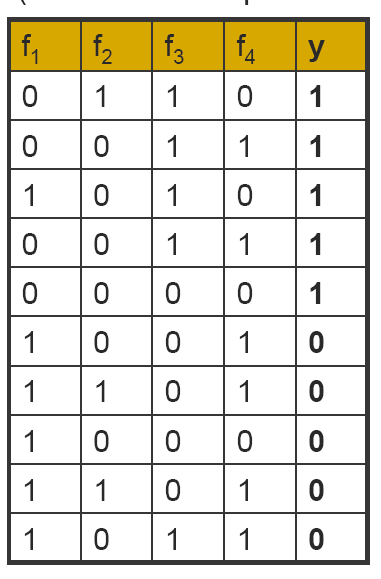 f1 f2 f3 f4 y
0 1 1 0 1
0 0 1 1 1
1 0 1 0 1
0 0 1 1 1
0 0 0 0 1
1 0 0 1 0
1 1 0 1 0
1 0 0 0 0
1 1 0 1 0
1 0 1 1 0